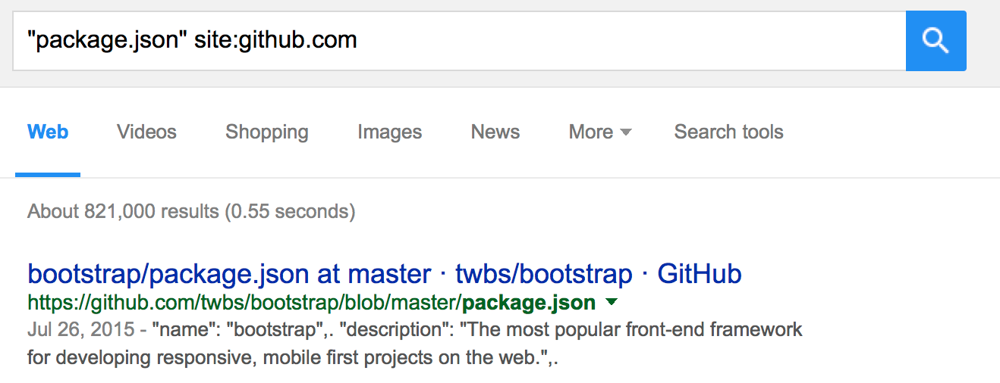 "package.json" site:github.com
Web Videos Shopping Images News More Search tools
About 821,000 results (0.55 seconds)
bootstrap/package.json at master · twbs/bootstrap · GitHub
https://github.com/twbs/bootstrap/blob/master/package.json
Jul 26, 2015 - "name": "bootstrap",. "description": "The most popular front-end framework
for developing responsive, mobile first projects on the web.",.